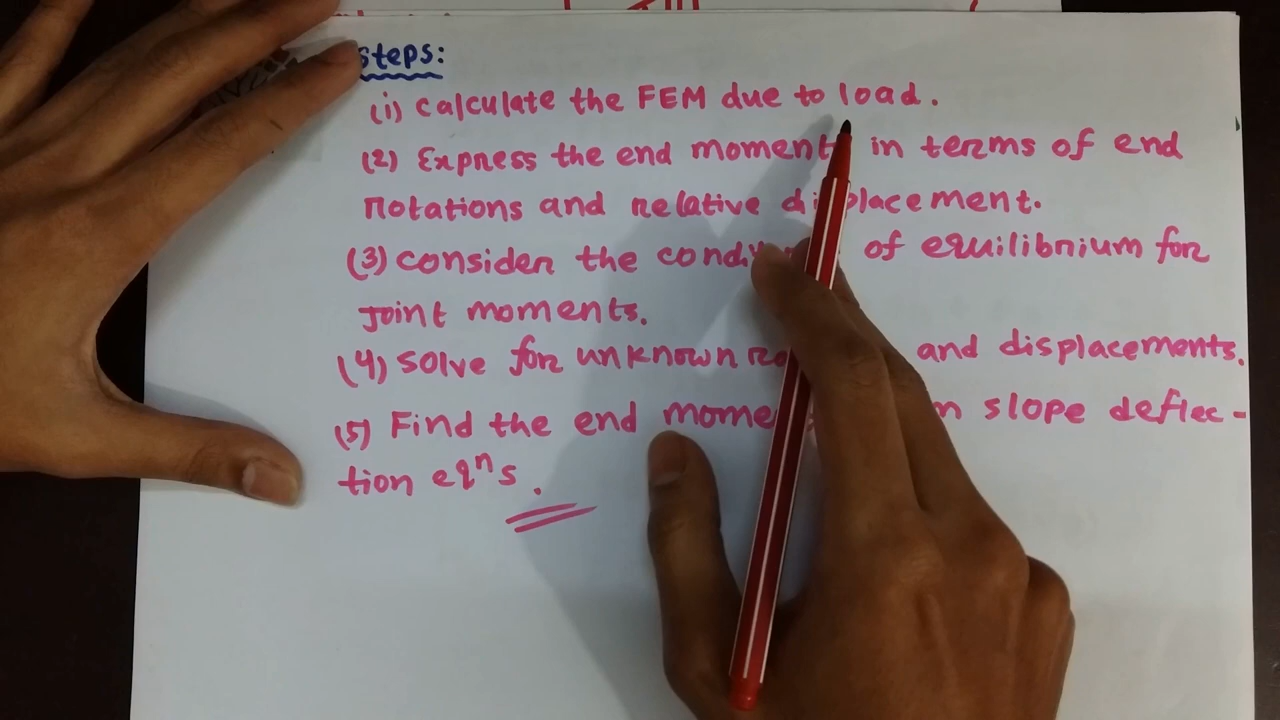 steps:
(i) calculate the FEM due to load.
(2) Express the end moment in terms of end
rotations and relative displacement.
(3) consider the of equilibrium for
Joint moments.
(4) solve for unknown and displacements.
(5) Find the end slope deflec-
tion eqⁿs.